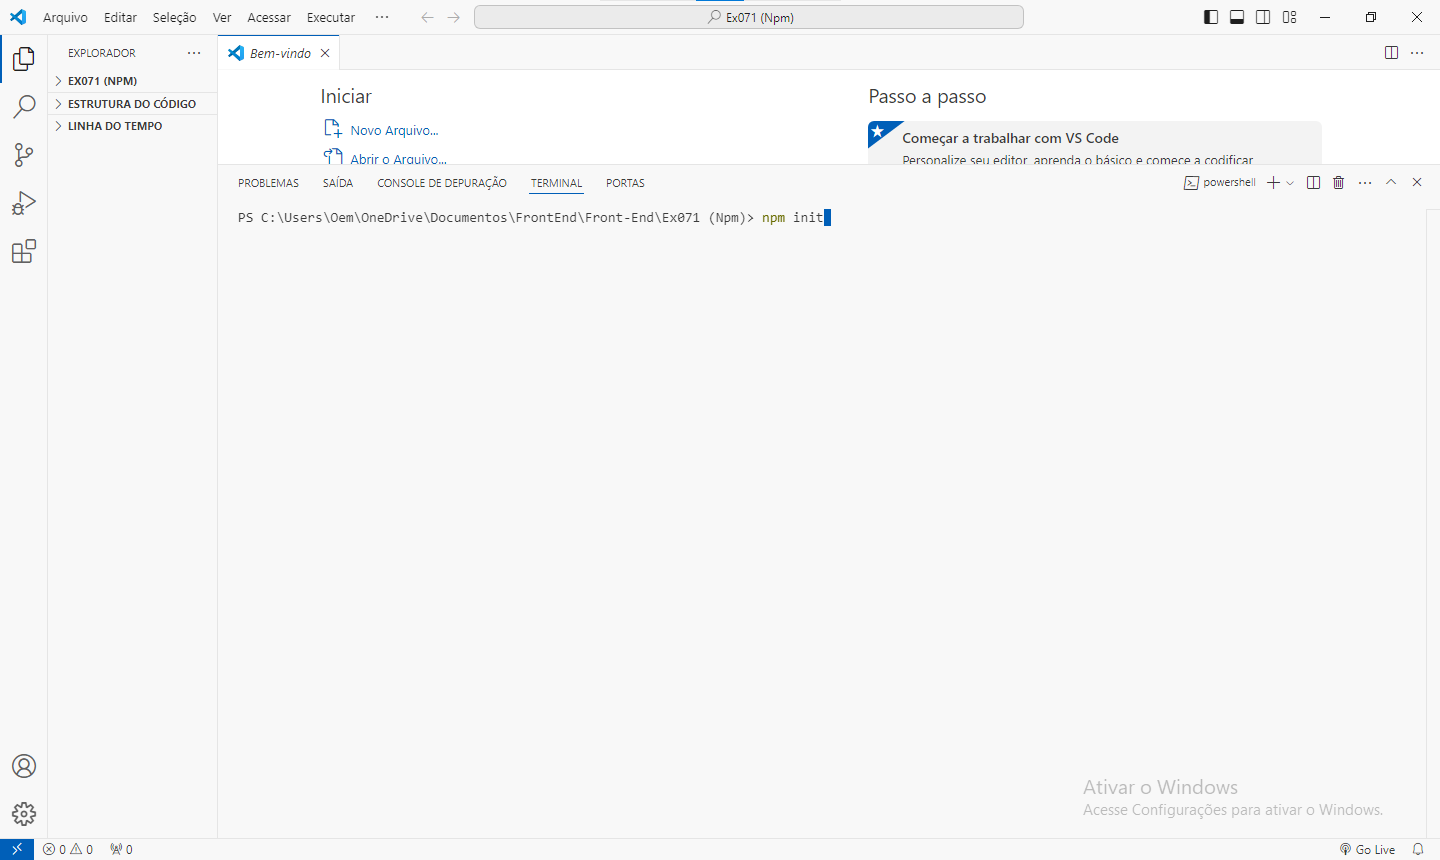 Arquivo Editar Seleção Ver Acessar Executar ··· Ex071 (Npm)
EXPLORADOR ···
EX071 (NPM)
ESTRUTURA DO CÓDIGO
LINHA DO TEMPO
Bem-vindo
Iniciar
Novo Arquivo...
Abrir o Arquivo...
Passo a passo
Começar a trabalhar com VS Code
Personalize seu editor, aprenda o básico e comece a codificar
PROBLEMAS SAÍDA CONSOLE DE DEPURAÇÃO TERMINAL PORTAS powershell
PS C:\Users\Oem\OneDrive\Documentos\FrontEnd\Front-End\Ex071 (Npm)> npm init
Ativar o Windows
Acesse Configurações para ativar o Windows.
0 0 0 Go Live